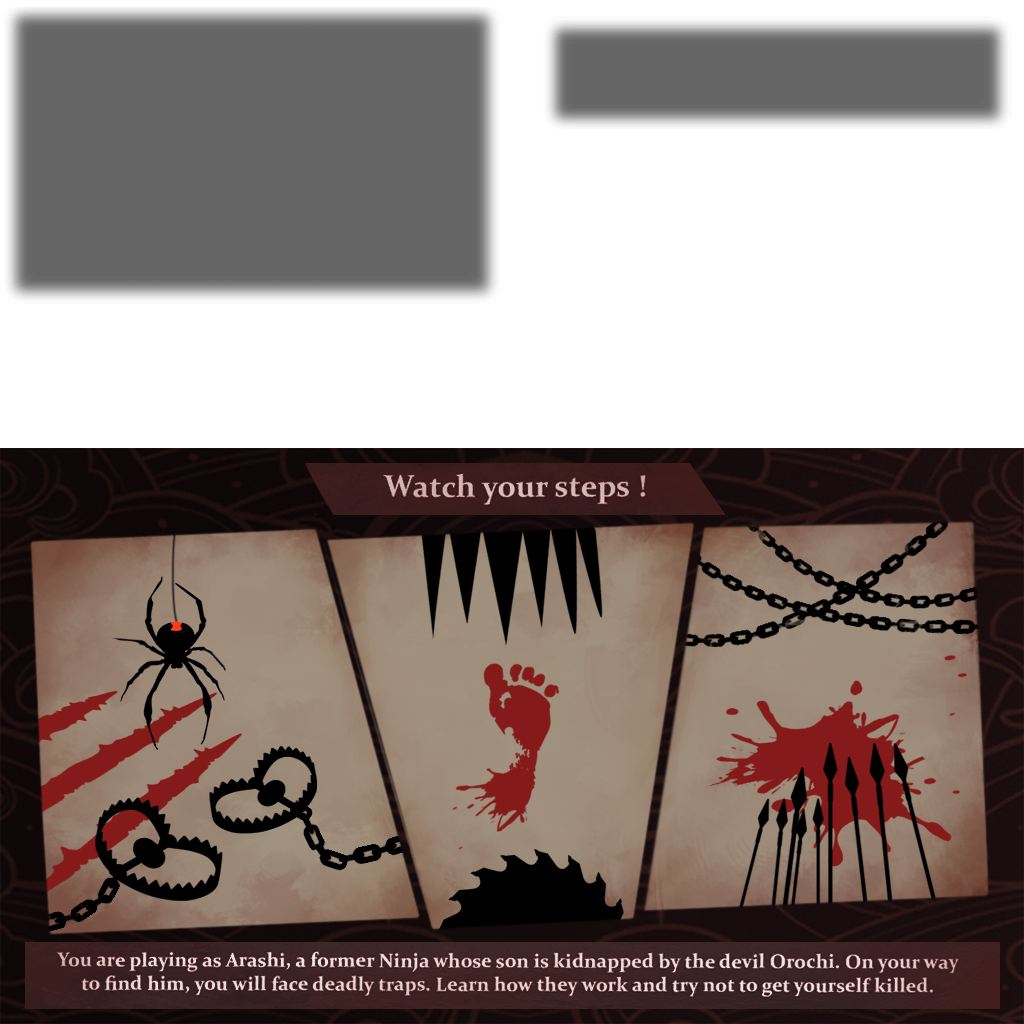 Watch your steps !
You are playing as Arashi, a former Ninja whose son is kidnapped by the devil Orochi. On your way
to find him, you will face deadly traps. Learn how they work and try not to get yourself killed.